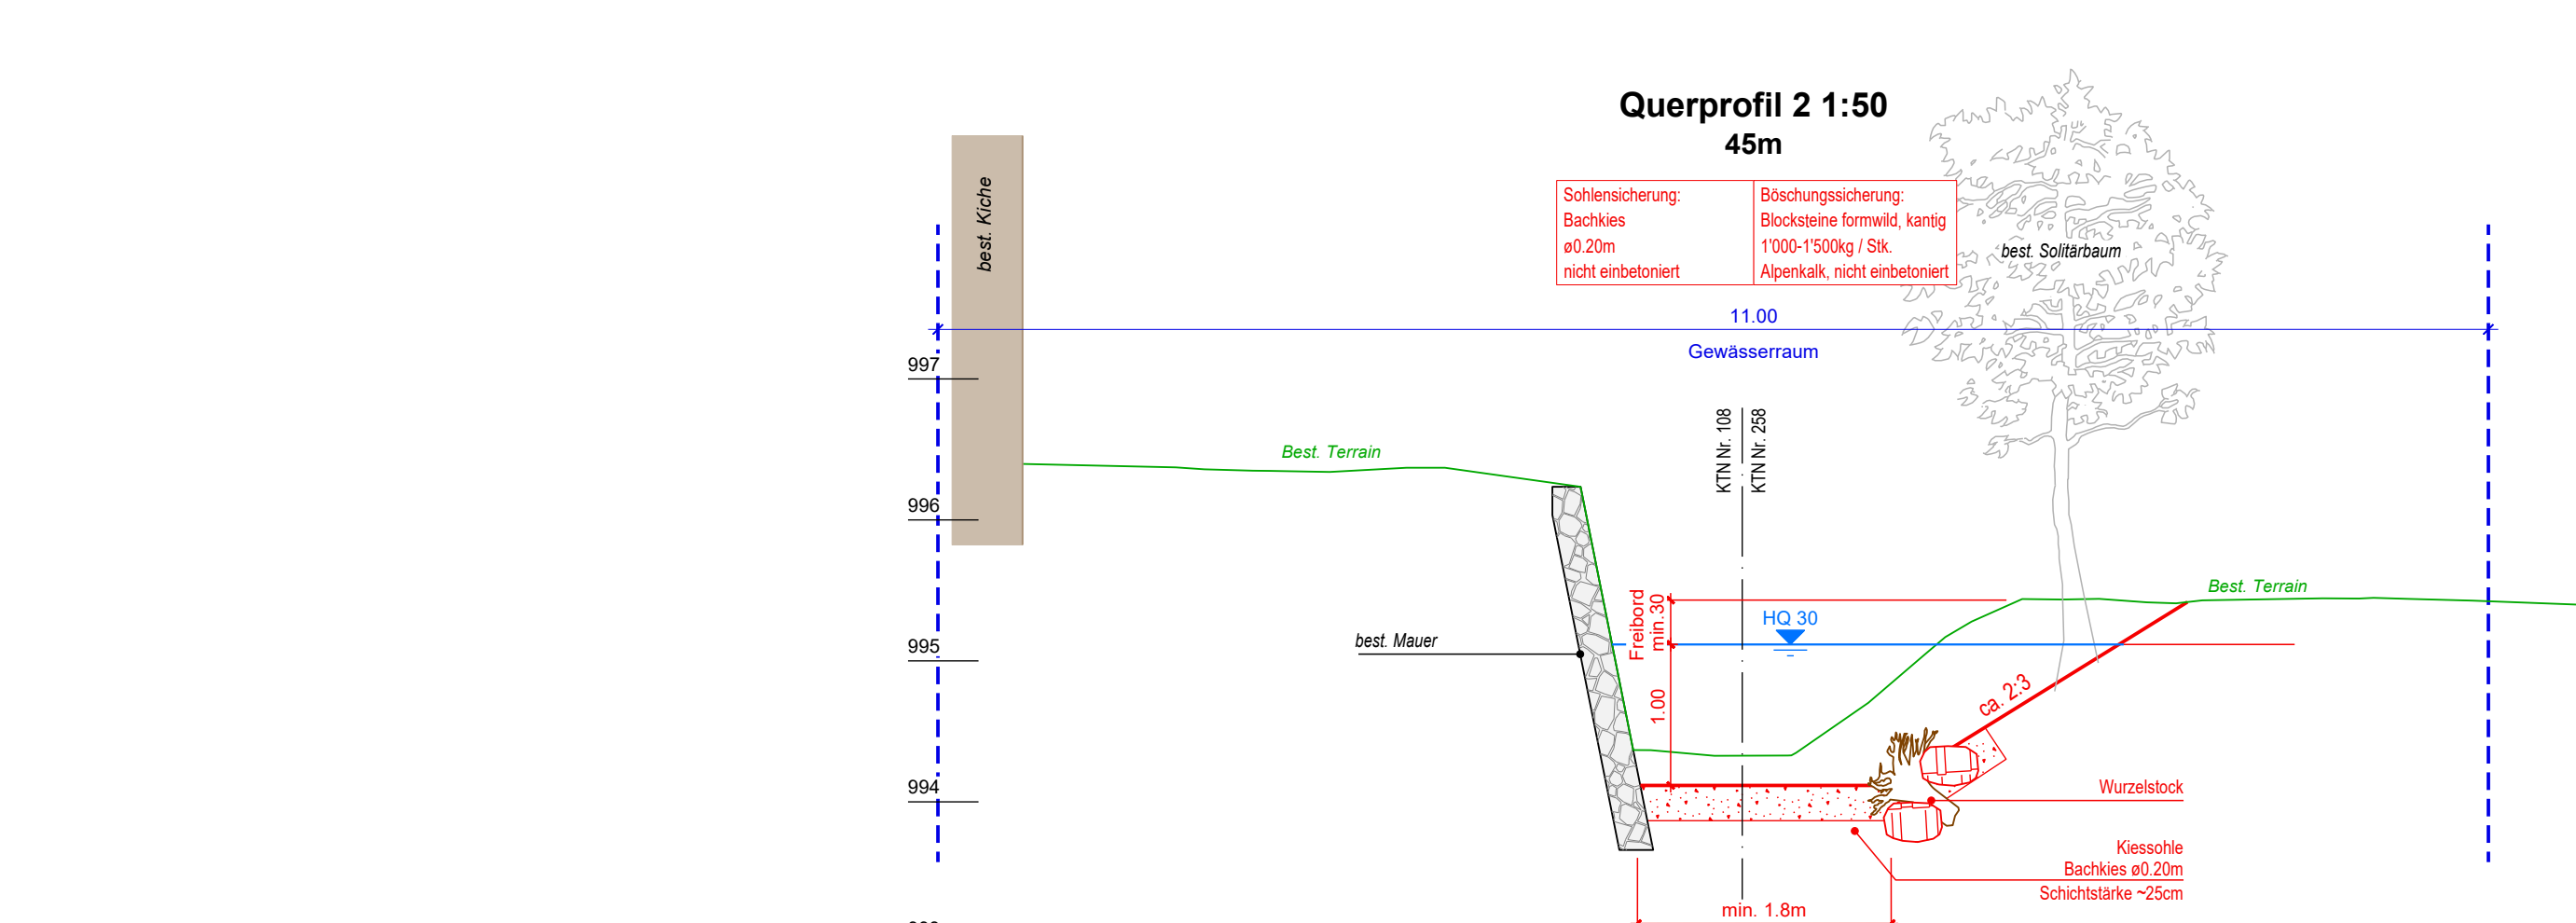 Querprofil 2 1:50
45m
Sohlensicherung:
Bachkies
ø0.20m
nicht einbetoniert
Böschungssicherung:
Blocksteine formwild, kantig
1'000-1'500kg / Stk.
Alpenkalk, nicht einbetoniert
best. Kiche
best. Solitärbaum
11.00
Gewässerraum
997
996
995
994
KTN Nr. 108
KTN Nr. 258
Best. Terrain
Best. Terrain
best. Mauer
Freibord
min.30
HQ 30
1.00
ca. 2:3
Wurzelstock
Kiessohle
Bachkies ø0.20m
Schichtstärke ~25cm
min. 1.8m